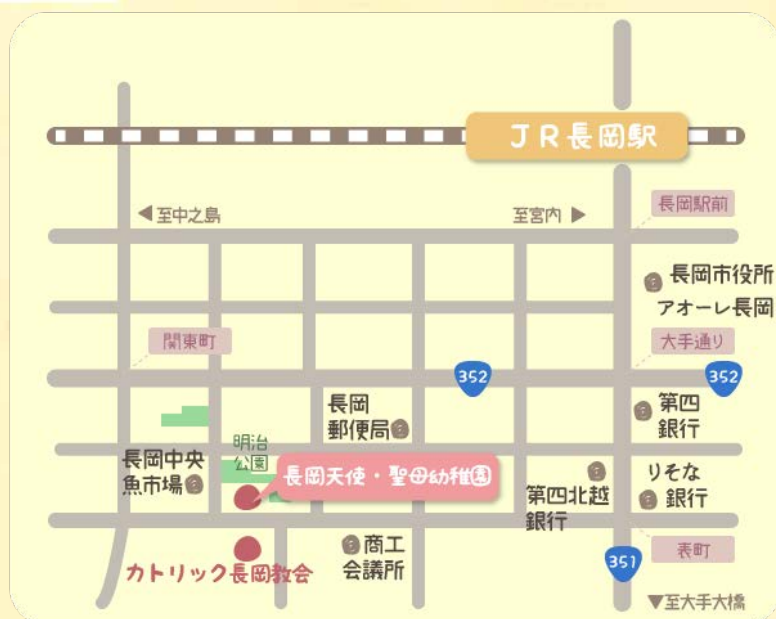 JR長岡駅
長岡駅前
◀至中之島
至宮内▶
長岡市役所
アオーレ長岡
関東町
大手通り
352
352
長岡
郵便局
第四
銀行
明治
公園
長岡中央
魚市場
長岡天使・聖母幼稚園
りそな
銀行
第四北越
銀行
カトリック長岡教会
商工
会議所
表町
351
▼至大手大橋